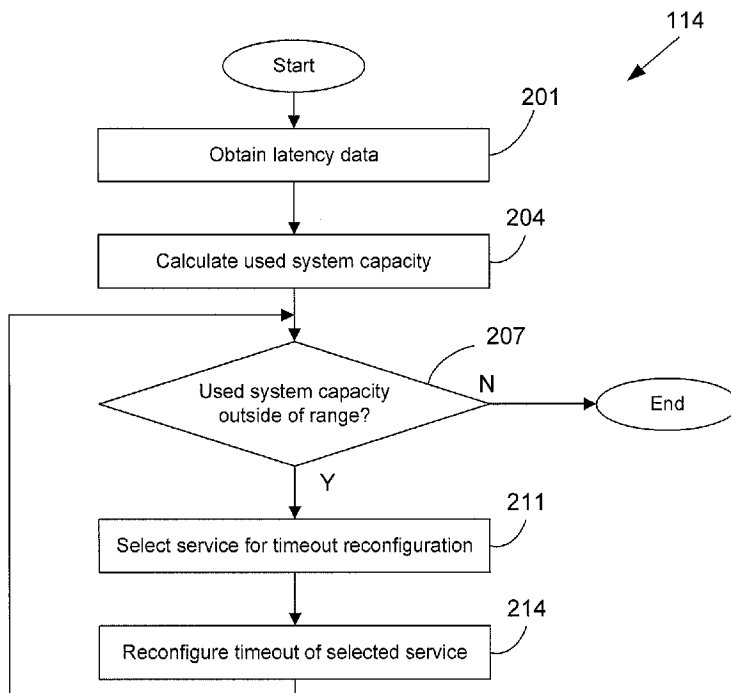 114
Start
201
Obtain latency data
204
Calculate used system capacity
207
Used system capacity
outside of range?
N
End
Y
211
Select service for timeout reconfiguration
214
Reconfigure timeout of selected service